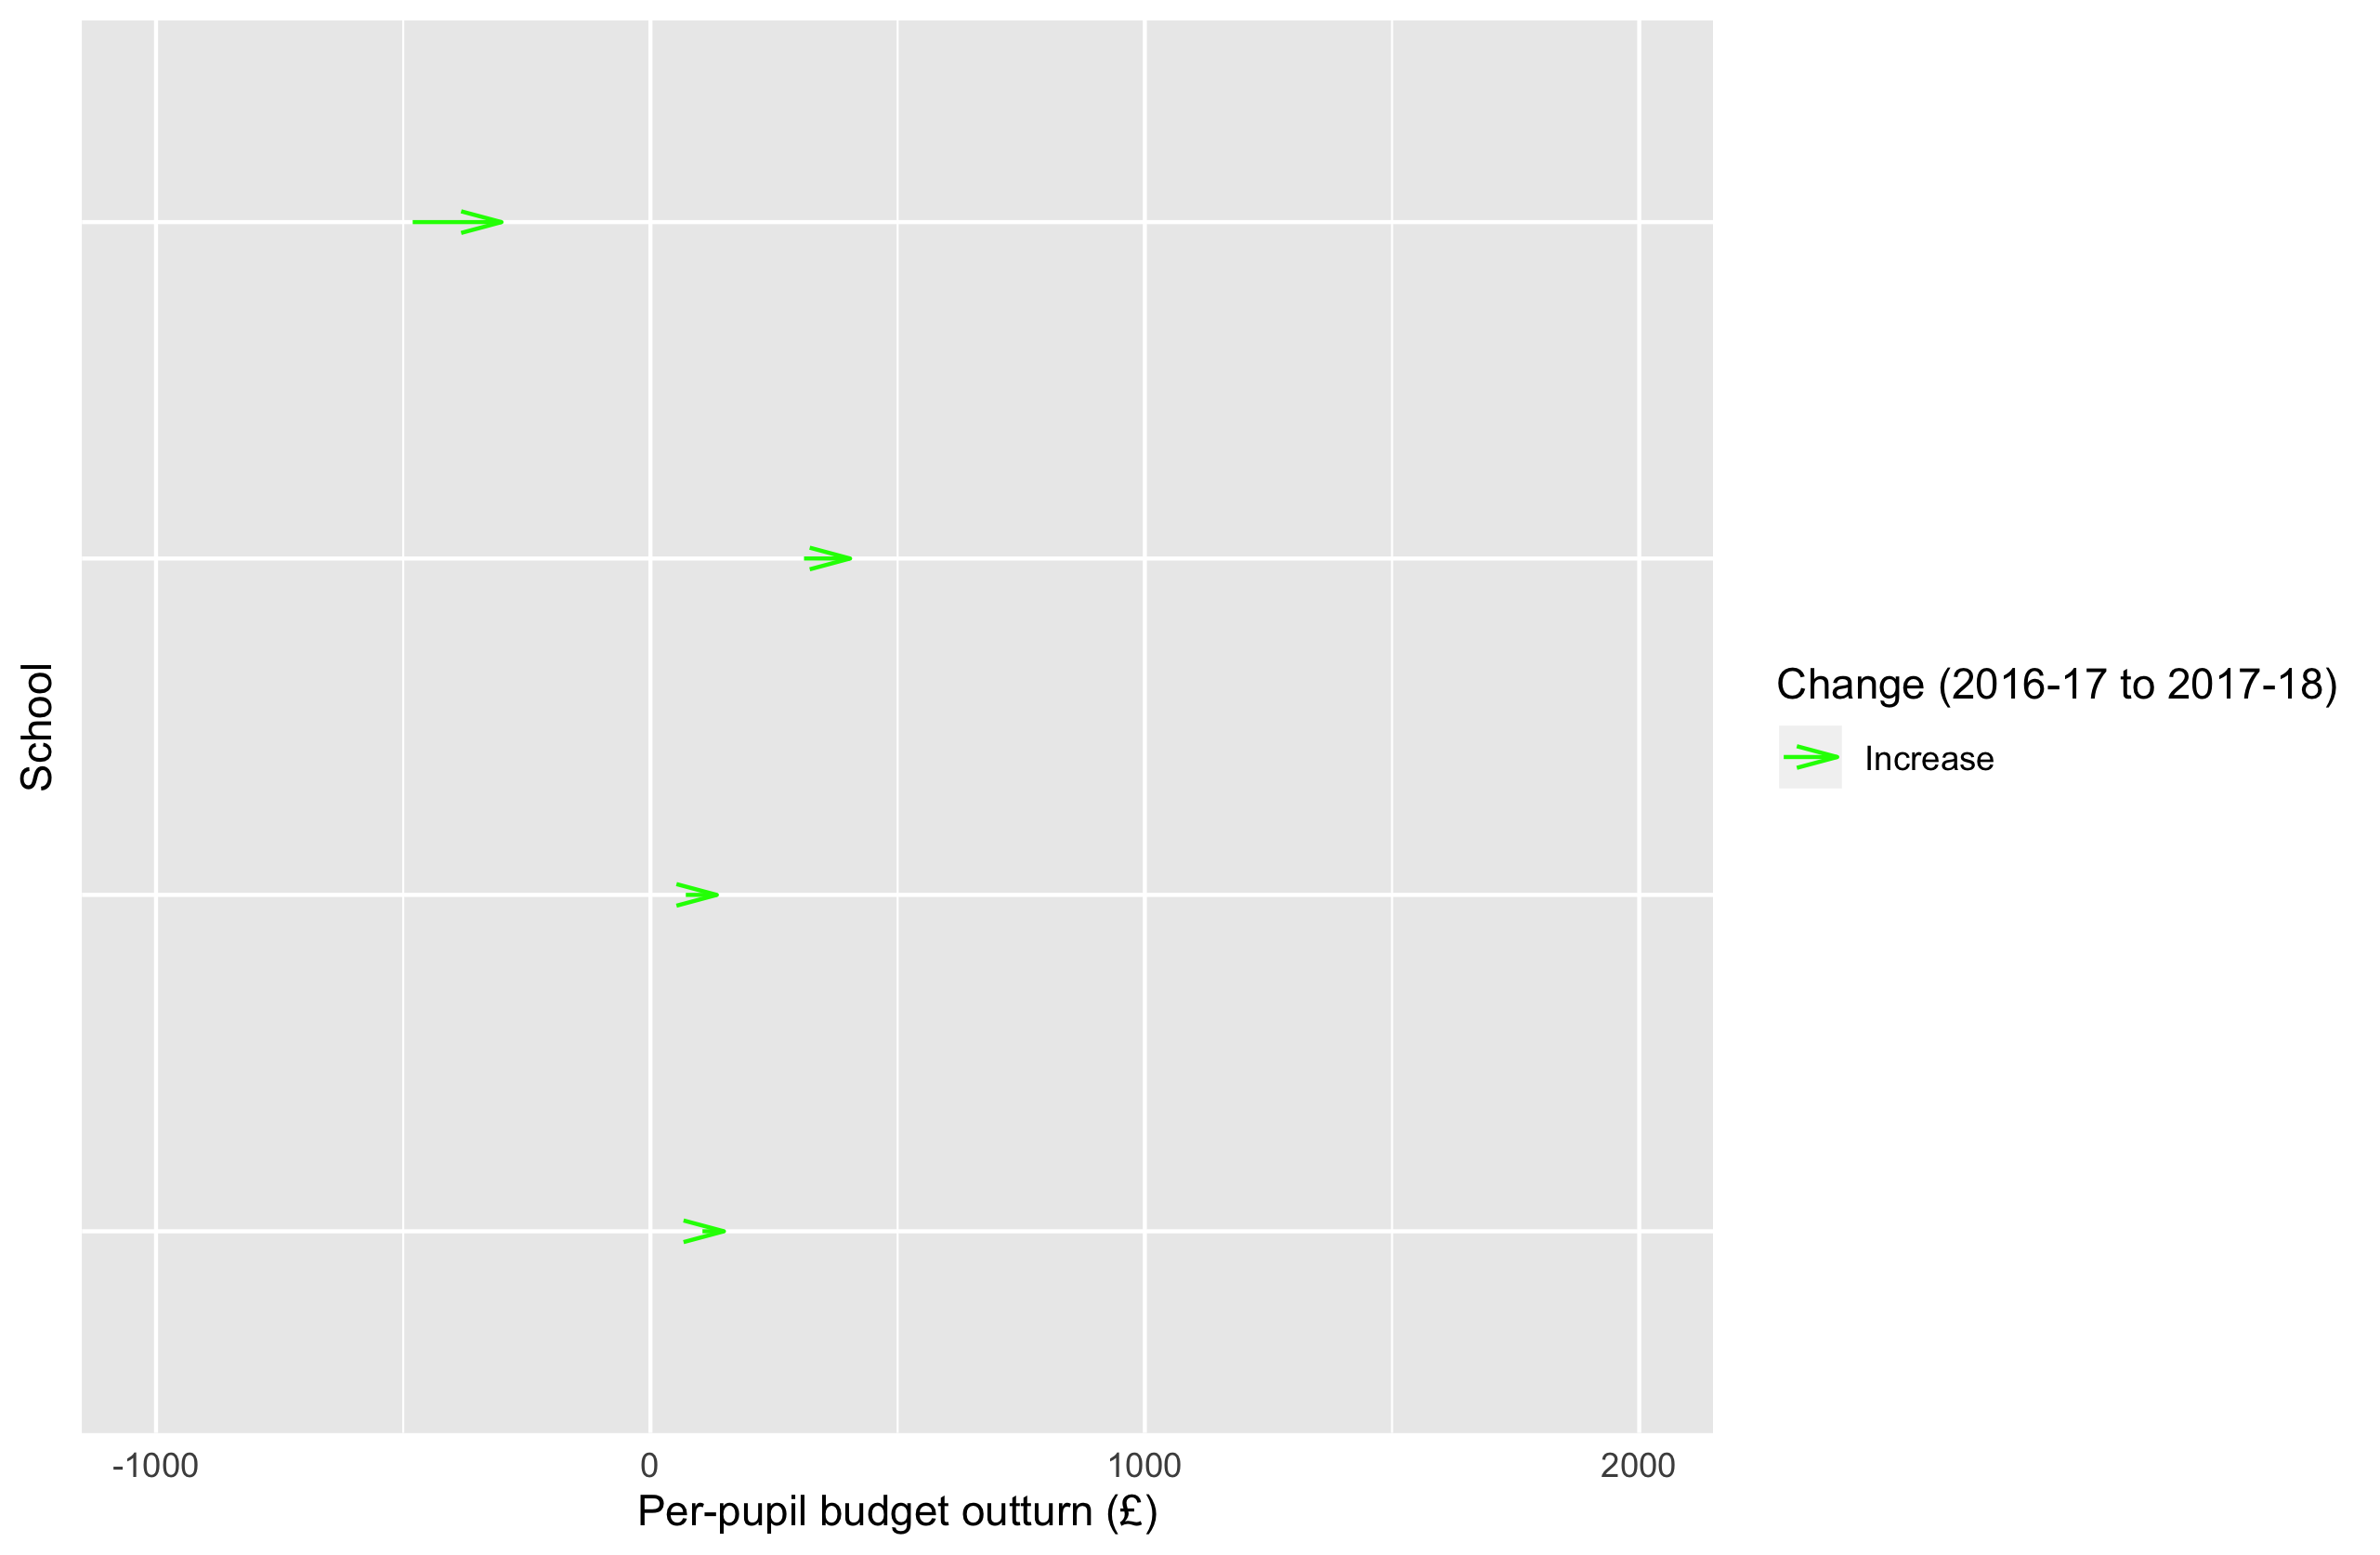 School
Change (2016-17 to 2017-18)
Increase
-1000 0 1000 2000
Per-pupil budget outturn (£)